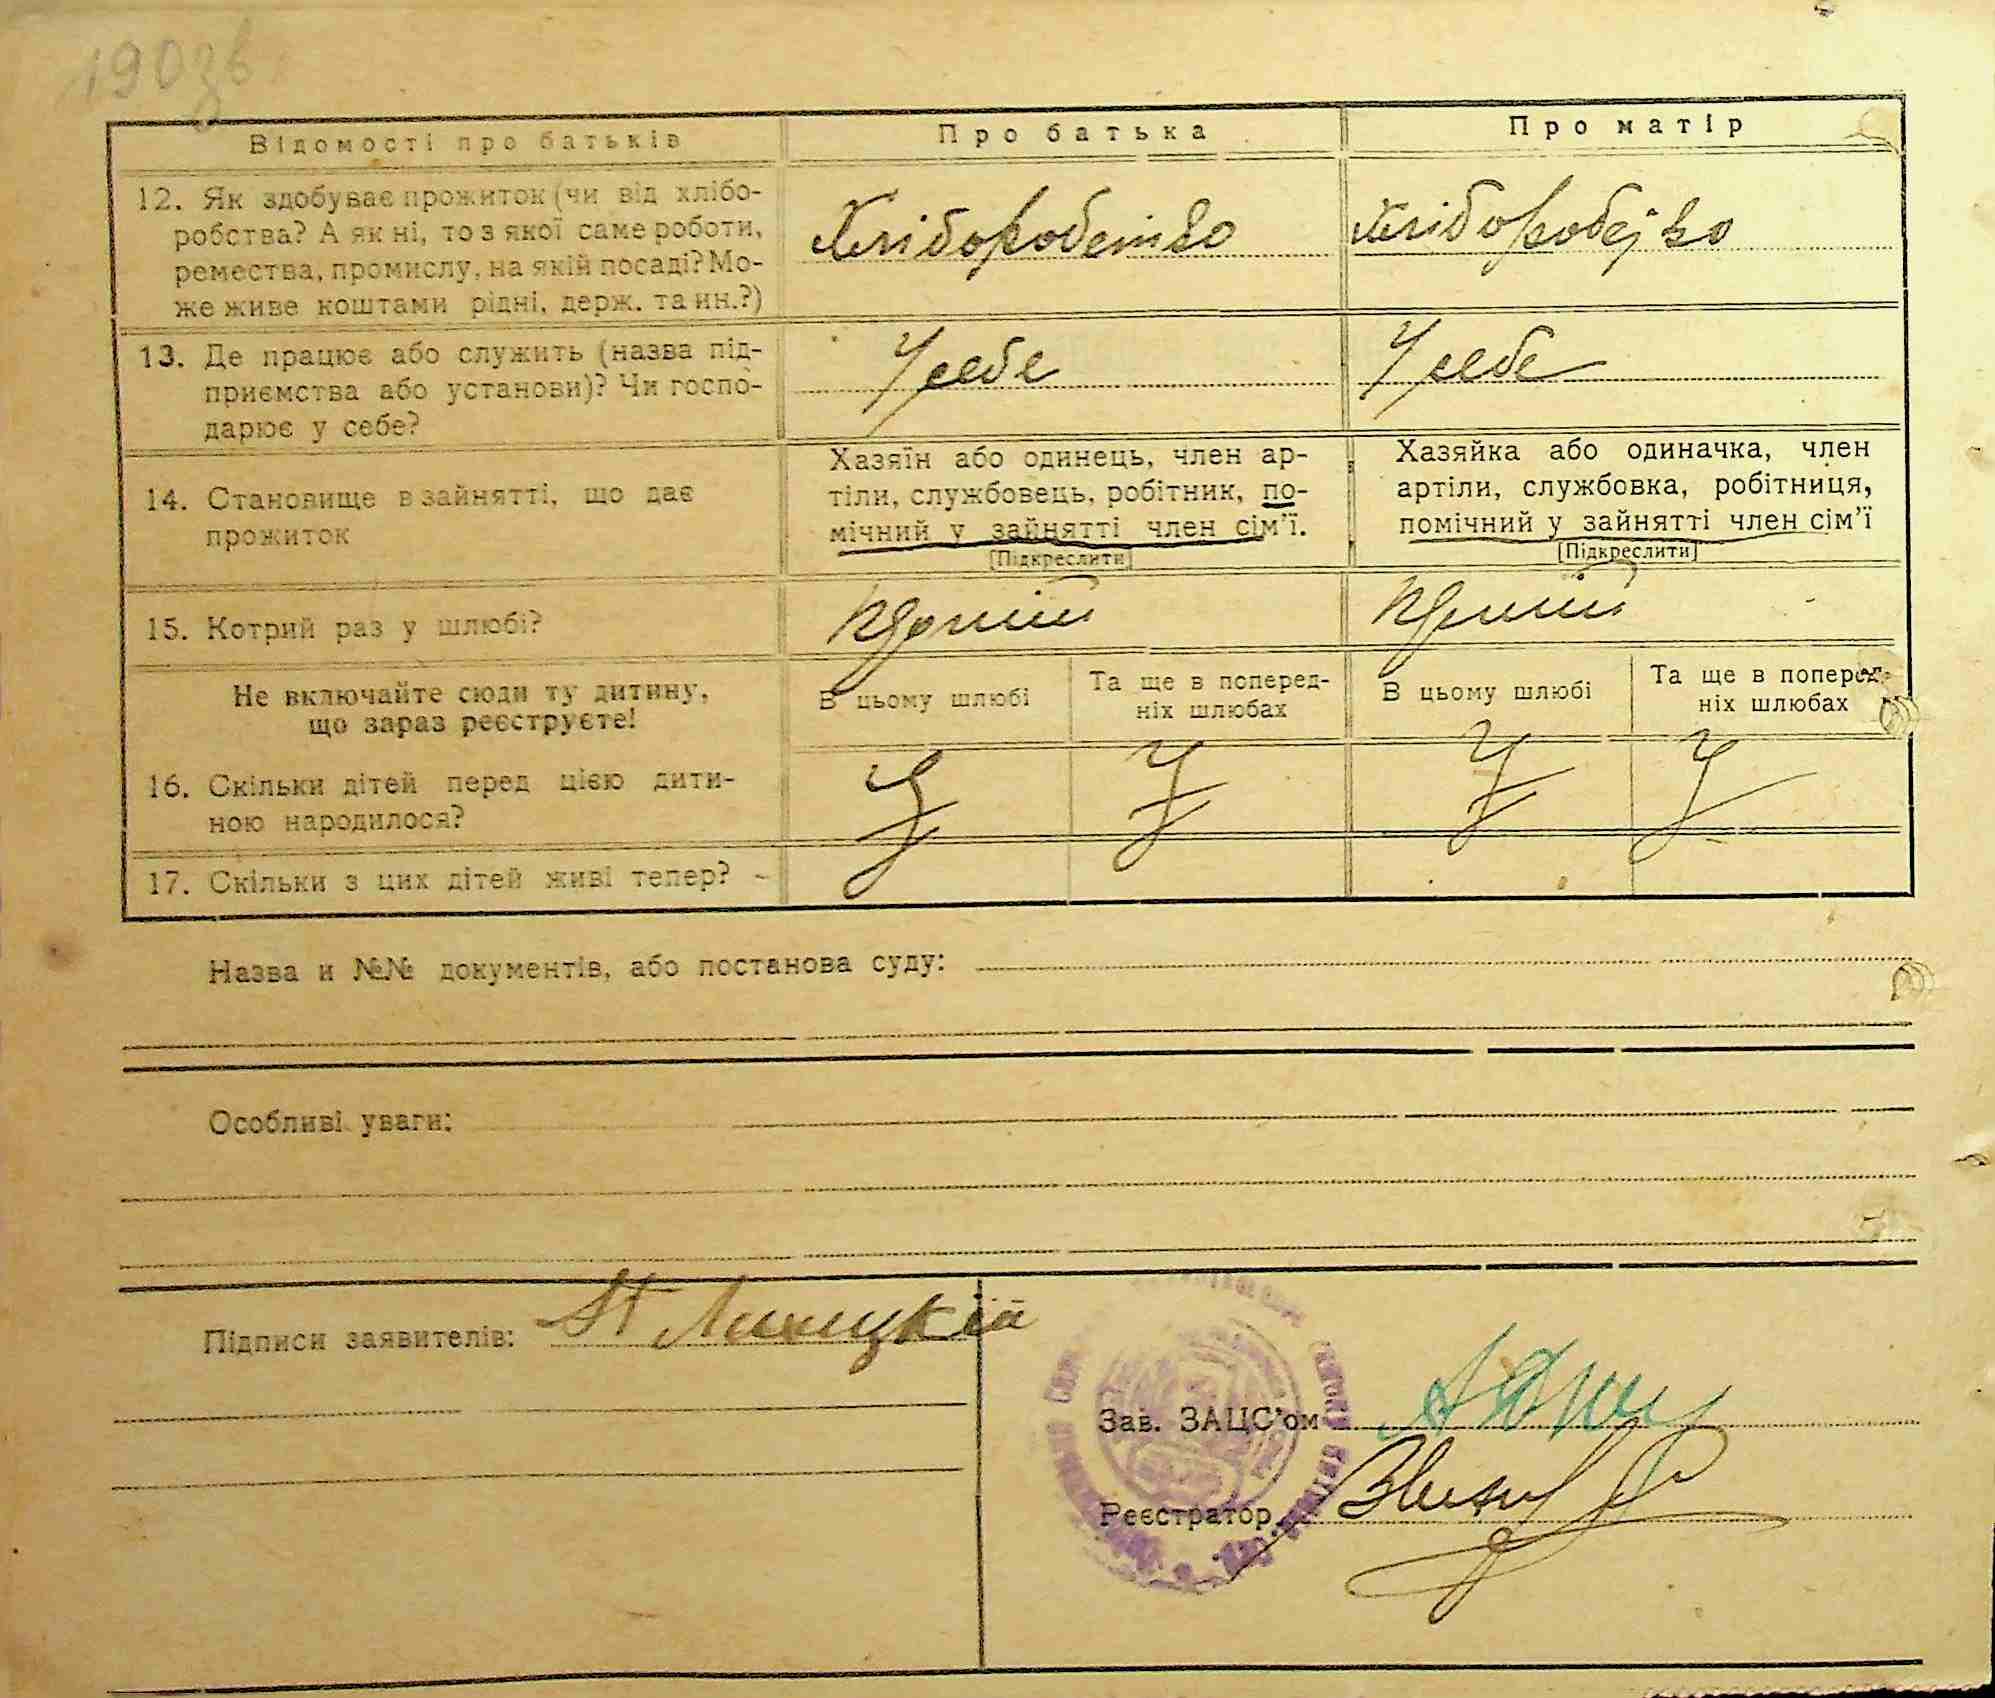 190зв
Відомості про батьків
Про батька
Про матір
12. Як здобуває прожиток (чи від хлібо-
робства? А як ні, то з якої саме роботи,
ремества, промислу, на якій посаді? Мо-
же живе коштами рідні, держ. та ин.?)
Хліборобство
Хліборобство
13. Де працює або служить (назва під-
приємства або установи)? Чи госпо-
дарює у себе?
У себе
У себе
14. Становище в зайнятті, що дає
прожиток
Хазяїн або одинець, член ар-
тіли, службовець, робітник, по-
мічний у зайнятті член сім'ї.
[Підкреслити]
Хазяйка або одиначка, член
артіли, службовка, робітниця,
помічний у зайнятті член сім'ї
[Підкреслити]
15. Котрий раз у шлюбі?
Не включайте сюди ту дитину,
що зараз реєструєте!
В цьому шлюбі
Та ще в поперед-
ніх шлюбах
В цьому шлюбі
Та ще в поперед-
ніх шлюбах
16. Скільки дітей перед цією дити-
ною народилося?
17. Скільки з цих дітей живі тепер?
Назва и №№ документів, або постанова суду:
Особливі уваги:
Підписи заявителів:
Зав. ЗАЦС'ом
Реєстратор